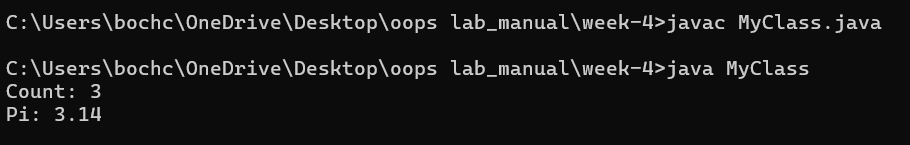 C:\Users\bochc\OneDrive\Desktop\oops lab_manual\week-4>javac MyClass.java
C:\Users\bochc\OneDrive\Desktop\oops lab_manual\week-4>java MyClass
Count: 3
Pi: 3.14